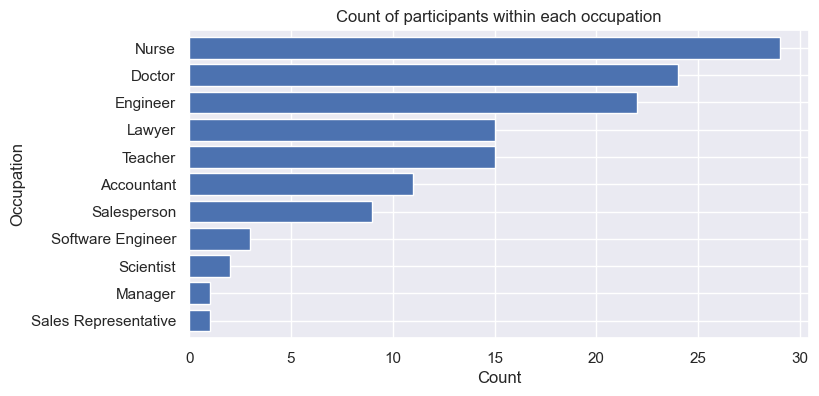 Count of participants within each occupation
Occupation
Nurse
Doctor
Engineer
Lawyer
Teacher
Accountant
Salesperson
Software Engineer
Scientist
Manager
Sales Representative
0 5 10 15 20 25 30
Count